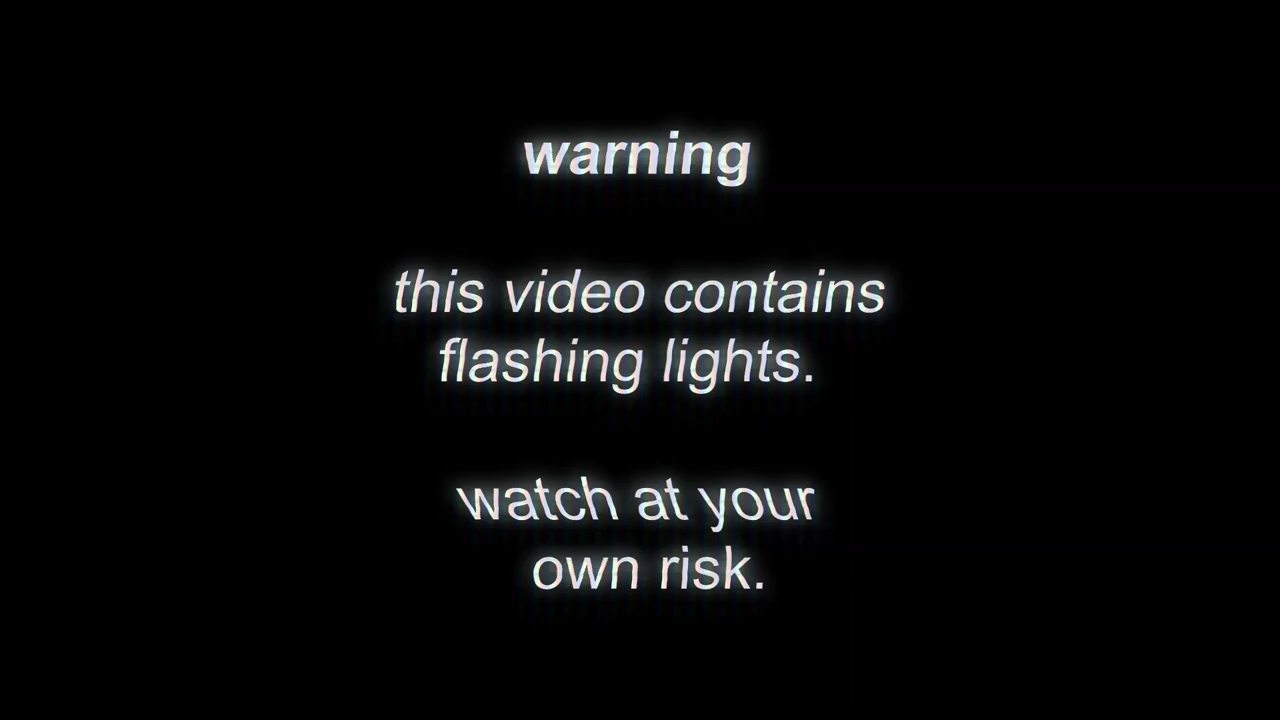 warning
this video contains
flashing lights.
watch at your
own risk.